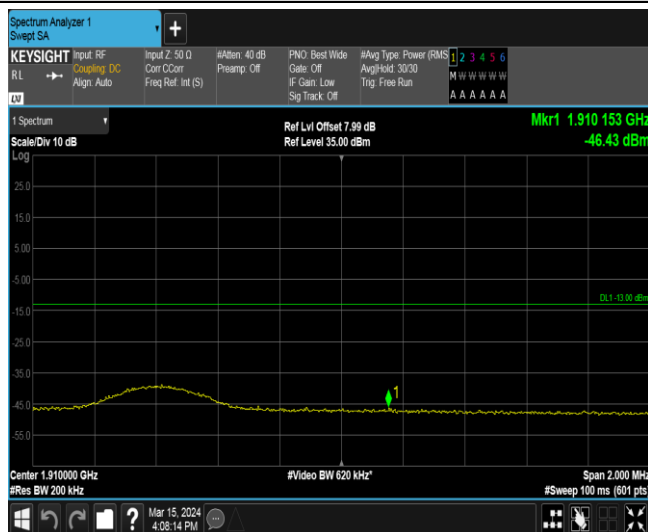 Spectrum Analyzer 1
Swept SA
KEYSIGHT
RL
LXI
Input: RF
Coupling: DC
Align: Auto
Input Z: 50 Ω
Corr CCorr
Freq Ref: Int (S)
#Atten: 40 dB
Preamp: Off
PNO: Best Wide
Gate: Off
IF Gain: Low
Sig Track: Off
#Avg Type: Power (RMS
Avg|Hold: 30/30
Trig: Free Run
1 2 3 4 5 6
M W W W W W
A A A A A A
1 Spectrum
Scale/Div 10 dB
Log
Ref Lvl Offset 7.99 dB
Ref Level 35.00 dBm
Mkr1 1.910 153 GHz
-46.43 dBm
25.0
15.0
5.00
-5.00
DL1 -13.00 dBm
-15.0
-25.0
-35.0
1
-45.0
-55.0
Center 1.910000 GHz
#Res BW 200 kHz
#Video BW 620 kHz*
Span 2.000 MHz
#Sweep 100 ms (601 pts)
?
Mar 15, 2024
4:08:14 PM